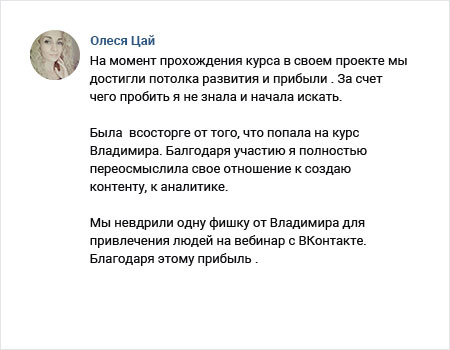 Олеся Цай
На момент прохождения курса в своем проекте мы
достигли потолка развития и прибыли . За счет
чего пробить я не знала и начала искать.
Была  всосторге от того, что попала на курс
Владимира. Балгодаря участию я полностью
переосмыслила свое отношение к создаю
контенту, к аналитике.
Мы невдрили одну фишку от Владимира для
привлечения людей на вебинар с ВКонтакте.
Благодаря этому прибыль .